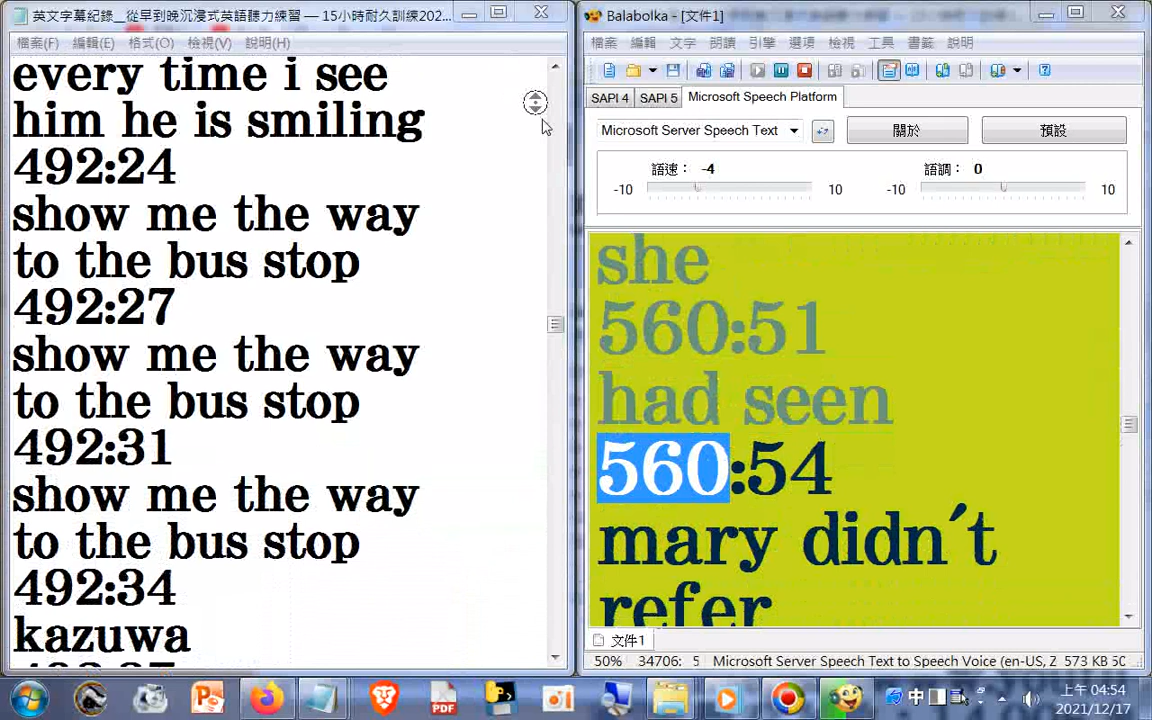 英文字幕紀錄__從早到晚沉浸式英語聽力練習 — 15小時耐久訓練202...
檔案(F) 編輯(E) 格式(O) 檢視(V) 說明(H)
every time i see
him he is smiling
492:24
show me the way
to the bus stop
492:27
show me the way
to the bus stop
492:31
show me the way
to the bus stop
492:34
kazuwa
Balabolka - [文件1]
檔案 編輯 文字 朗讀 引擎 選項 檢視 工具 書籤 說明
SAPI 4 SAPI 5 Microsoft Speech Platform
Microsoft Server Speech Text 關於 預設
語速： -4 語調： 0
-10 10 -10 10
she
560:51
had seen
560:54
mary didn´t
refer
文件1
50% 34706: 5 Microsoft Server Speech Text to Speech Voice (en-US, Z 573 KB
中
上午 04:54
2021/12/17